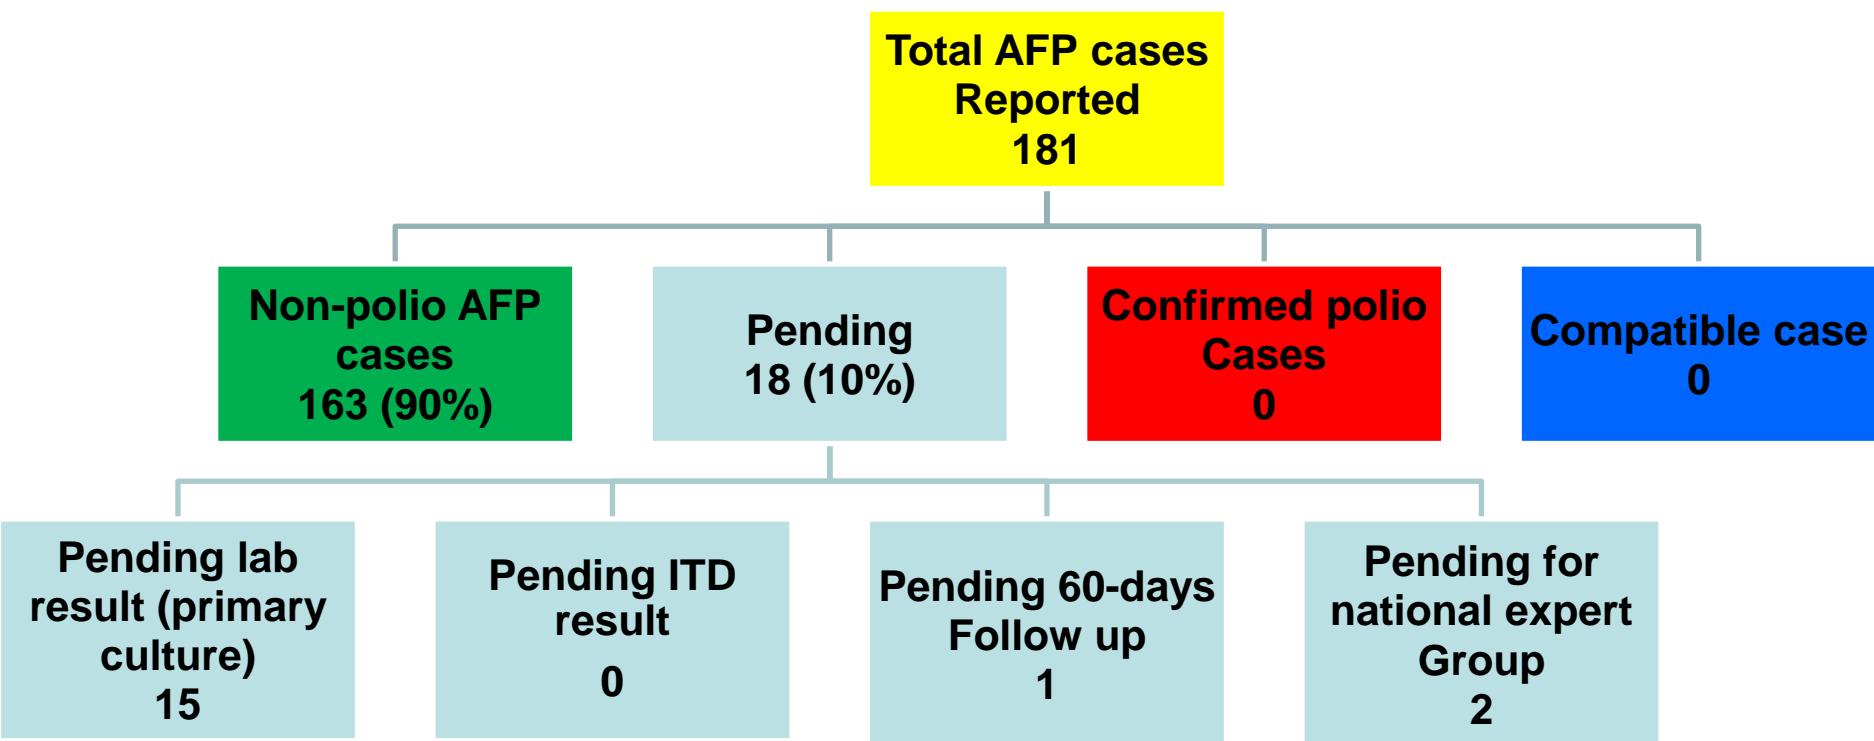 Total AFP cases
Reported
181
Non-polio AFP
cases
163 (90%)
Pending
18 (10%)
Confirmed polio
Cases
0
Compatible case
0
Pending lab
result (primary
culture)
15
Pending ITD
result
0
Pending 60-days
Follow up
1
Pending for
national expert
Group
2